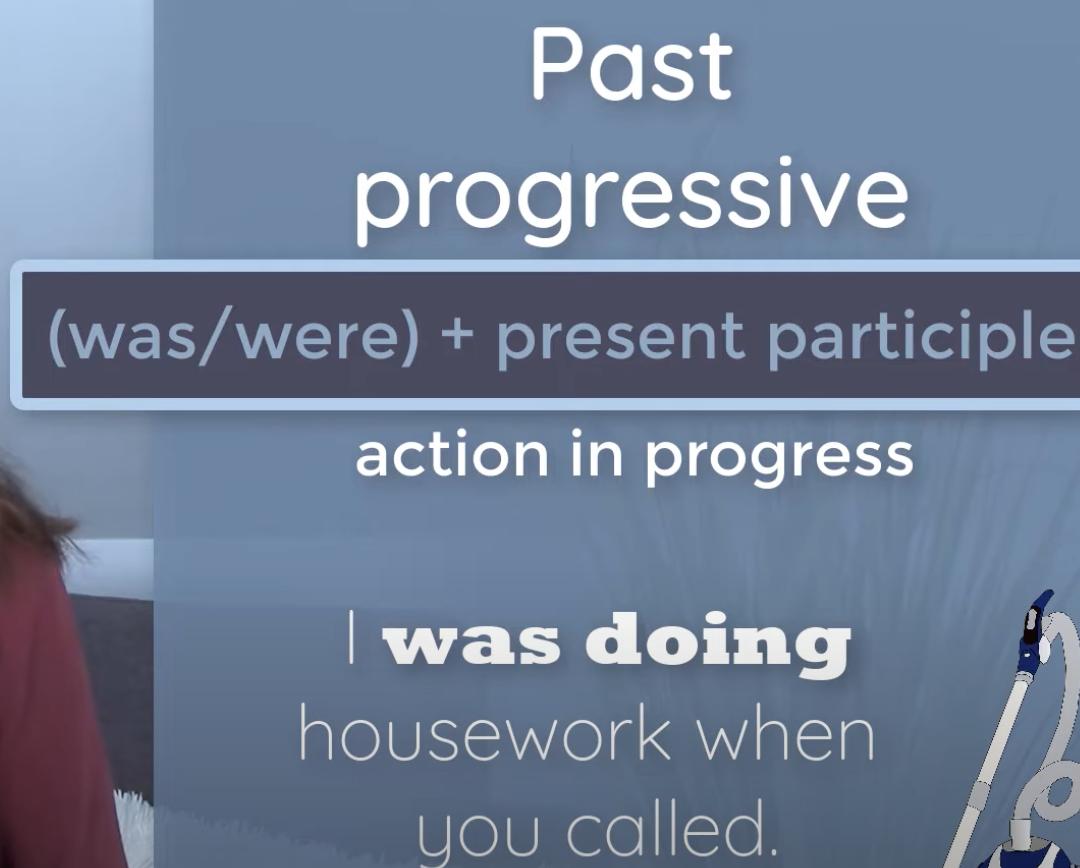 Past
progressive
(was/were) + present participle
action in progress
I was doing
housework when
you called.